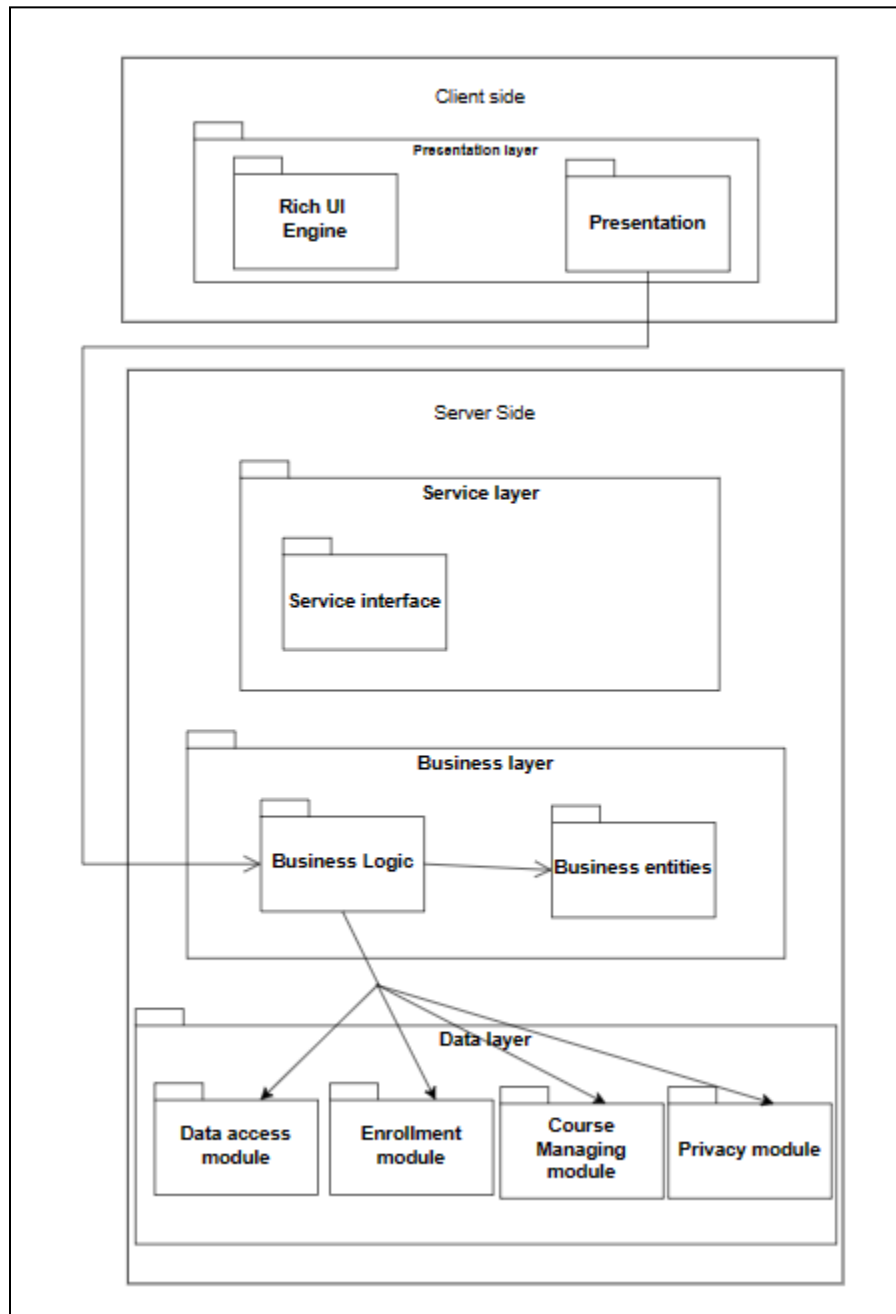 Client side
Presentation layer
Rich UI
Engine
Presentation
Server Side
Service layer
Service interface
Business layer
Business Logic
Business entities
Data layer
Data access
module
Enrollment
module
Course
Managing
module
Privacy module